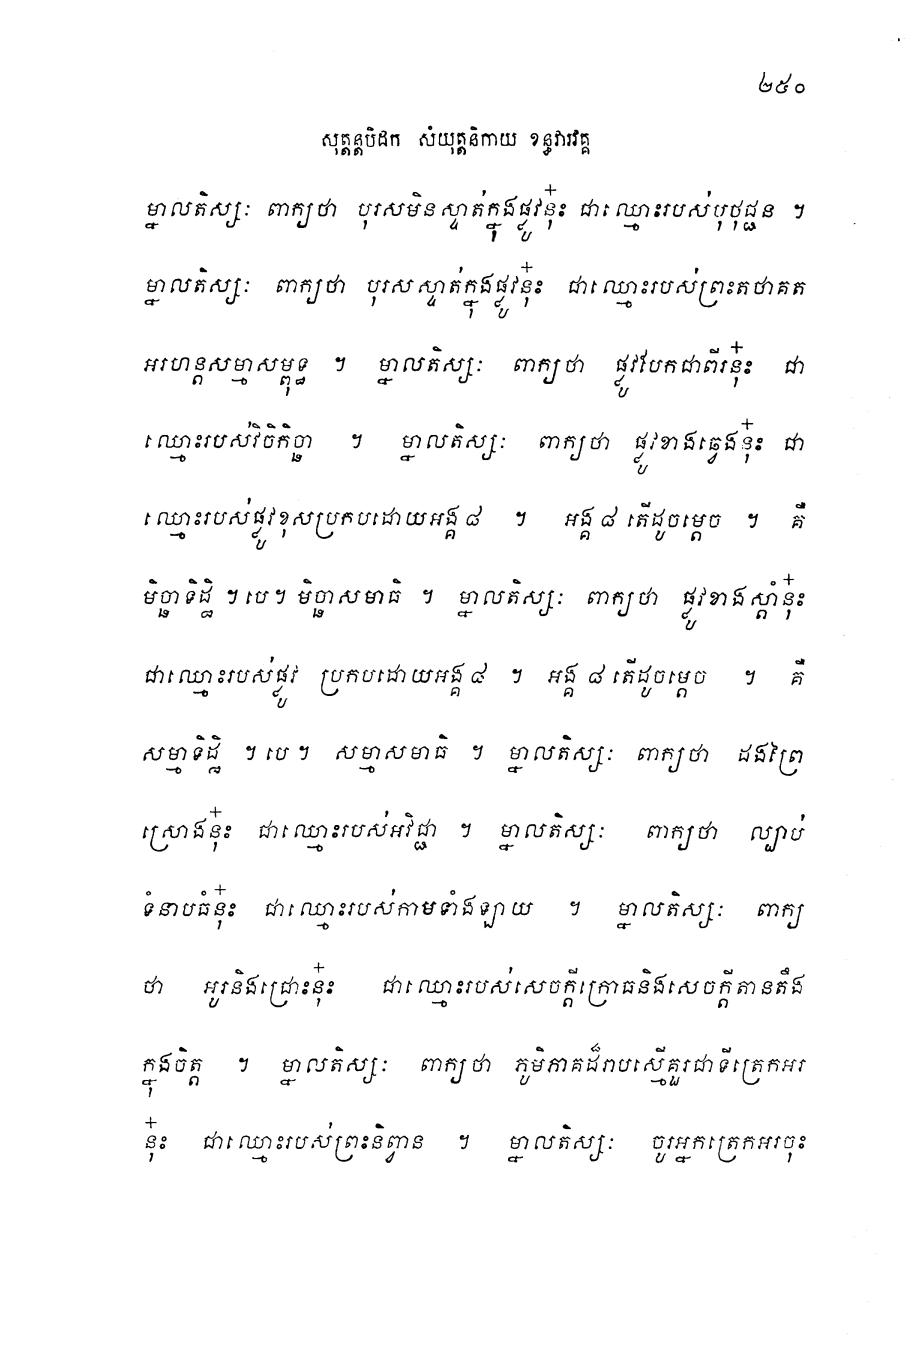 ២៥០
សុត្តន្តបិដក សំយុត្តនិកាយ ខន្ធវារវគ្គ
ម្នាលតិស្សៈ ពាក្យថា បុរសមិនស្ទាត់ក្នុងផ្លូវនុ៎ះ ជាឈ្មោះរបស់បុថុជ្ជន ។
ម្នាលតិស្សៈ ពាក្យថា បុរសស្ទាត់ក្នុងផ្លូវនុ៎ះ ជាឈ្មោះរបស់ព្រះតថាគត
អរហន្តសម្មាសម្ពុទ្ធ ។ ម្នាលតិស្សៈ ពាក្យថា ផ្លូវបែកជាពីរនុ៎ះ ជា
ឈ្មោះរបស់វិចិកិច្ឆា ។ ម្នាលតិស្សៈ ពាក្យថា ផ្លូវខាងឆ្វេងនុ៎ះ ជា
ឈ្មោះរបស់ផ្លូវខុសប្រកបដោយអង្គ ៨ ។ អង្គ ៨ តើដូចម្តេច ។ គឺ
មិច្ឆាទិដ្ឋិ ។ បេ ។ មិច្ឆាសមាធិ ។ ម្នាលតិស្សៈ ពាក្យថា ផ្លូវខាងស្តាំនុ៎ះ
ជាឈ្មោះរបស់ផ្លូវ ប្រកបដោយអង្គ ៨ ។ អង្គ ៨ តើដូចម្តេច ។ គឺ
សម្មាទិដ្ឋិ ។ បេ ។ សម្មាសមាធិ ។ ម្នាលតិស្សៈ ពាក្យថា ដងព្រៃ
ស្រោងនុ៎ះ ជាឈ្មោះរបស់អវិជ្ជា ។ ម្នាលតិស្សៈ ពាក្យថា ល្បាប់
ទំនាបធំនុ៎ះ ជាឈ្មោះរបស់កាមទាំងឡាយ ។ ម្នាលតិស្សៈ ពាក្យ
ថា អូរនិងជ្រោះនុ៎ះ ជាឈ្មោះរបស់សេចក្តីក្រោធនិងសេចក្តីតានតឹង
ក្នុងចិត្ត ។ ម្នាលតិស្សៈ ពាក្យថា ភូមិភាគដ៏រាបស្មើគួរជាទីត្រេកអរ
នុ៎ះ ជាឈ្មោះរបស់ព្រះនិព្វាន ។ ម្នាលតិស្សៈ ចូរអ្នកត្រេកអរចុះ